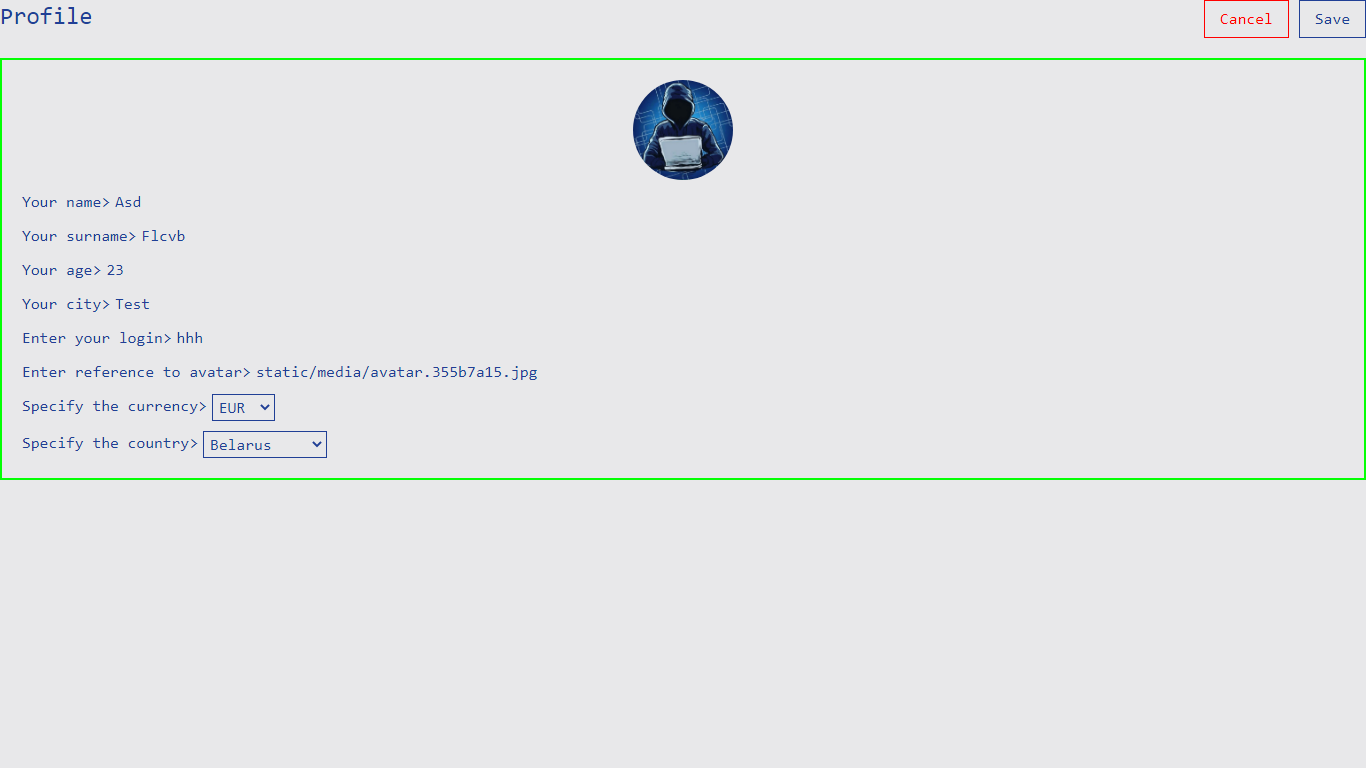 Profile
Cancel
Save
Your name> Asd
Your surname> Flcvb
Your age> 23
Your city> Test
Enter your login> hhh
Enter reference to avatar> static/media/avatar.355b7a15.jpg
Specify the currency> EUR
Specify the country> Belarus